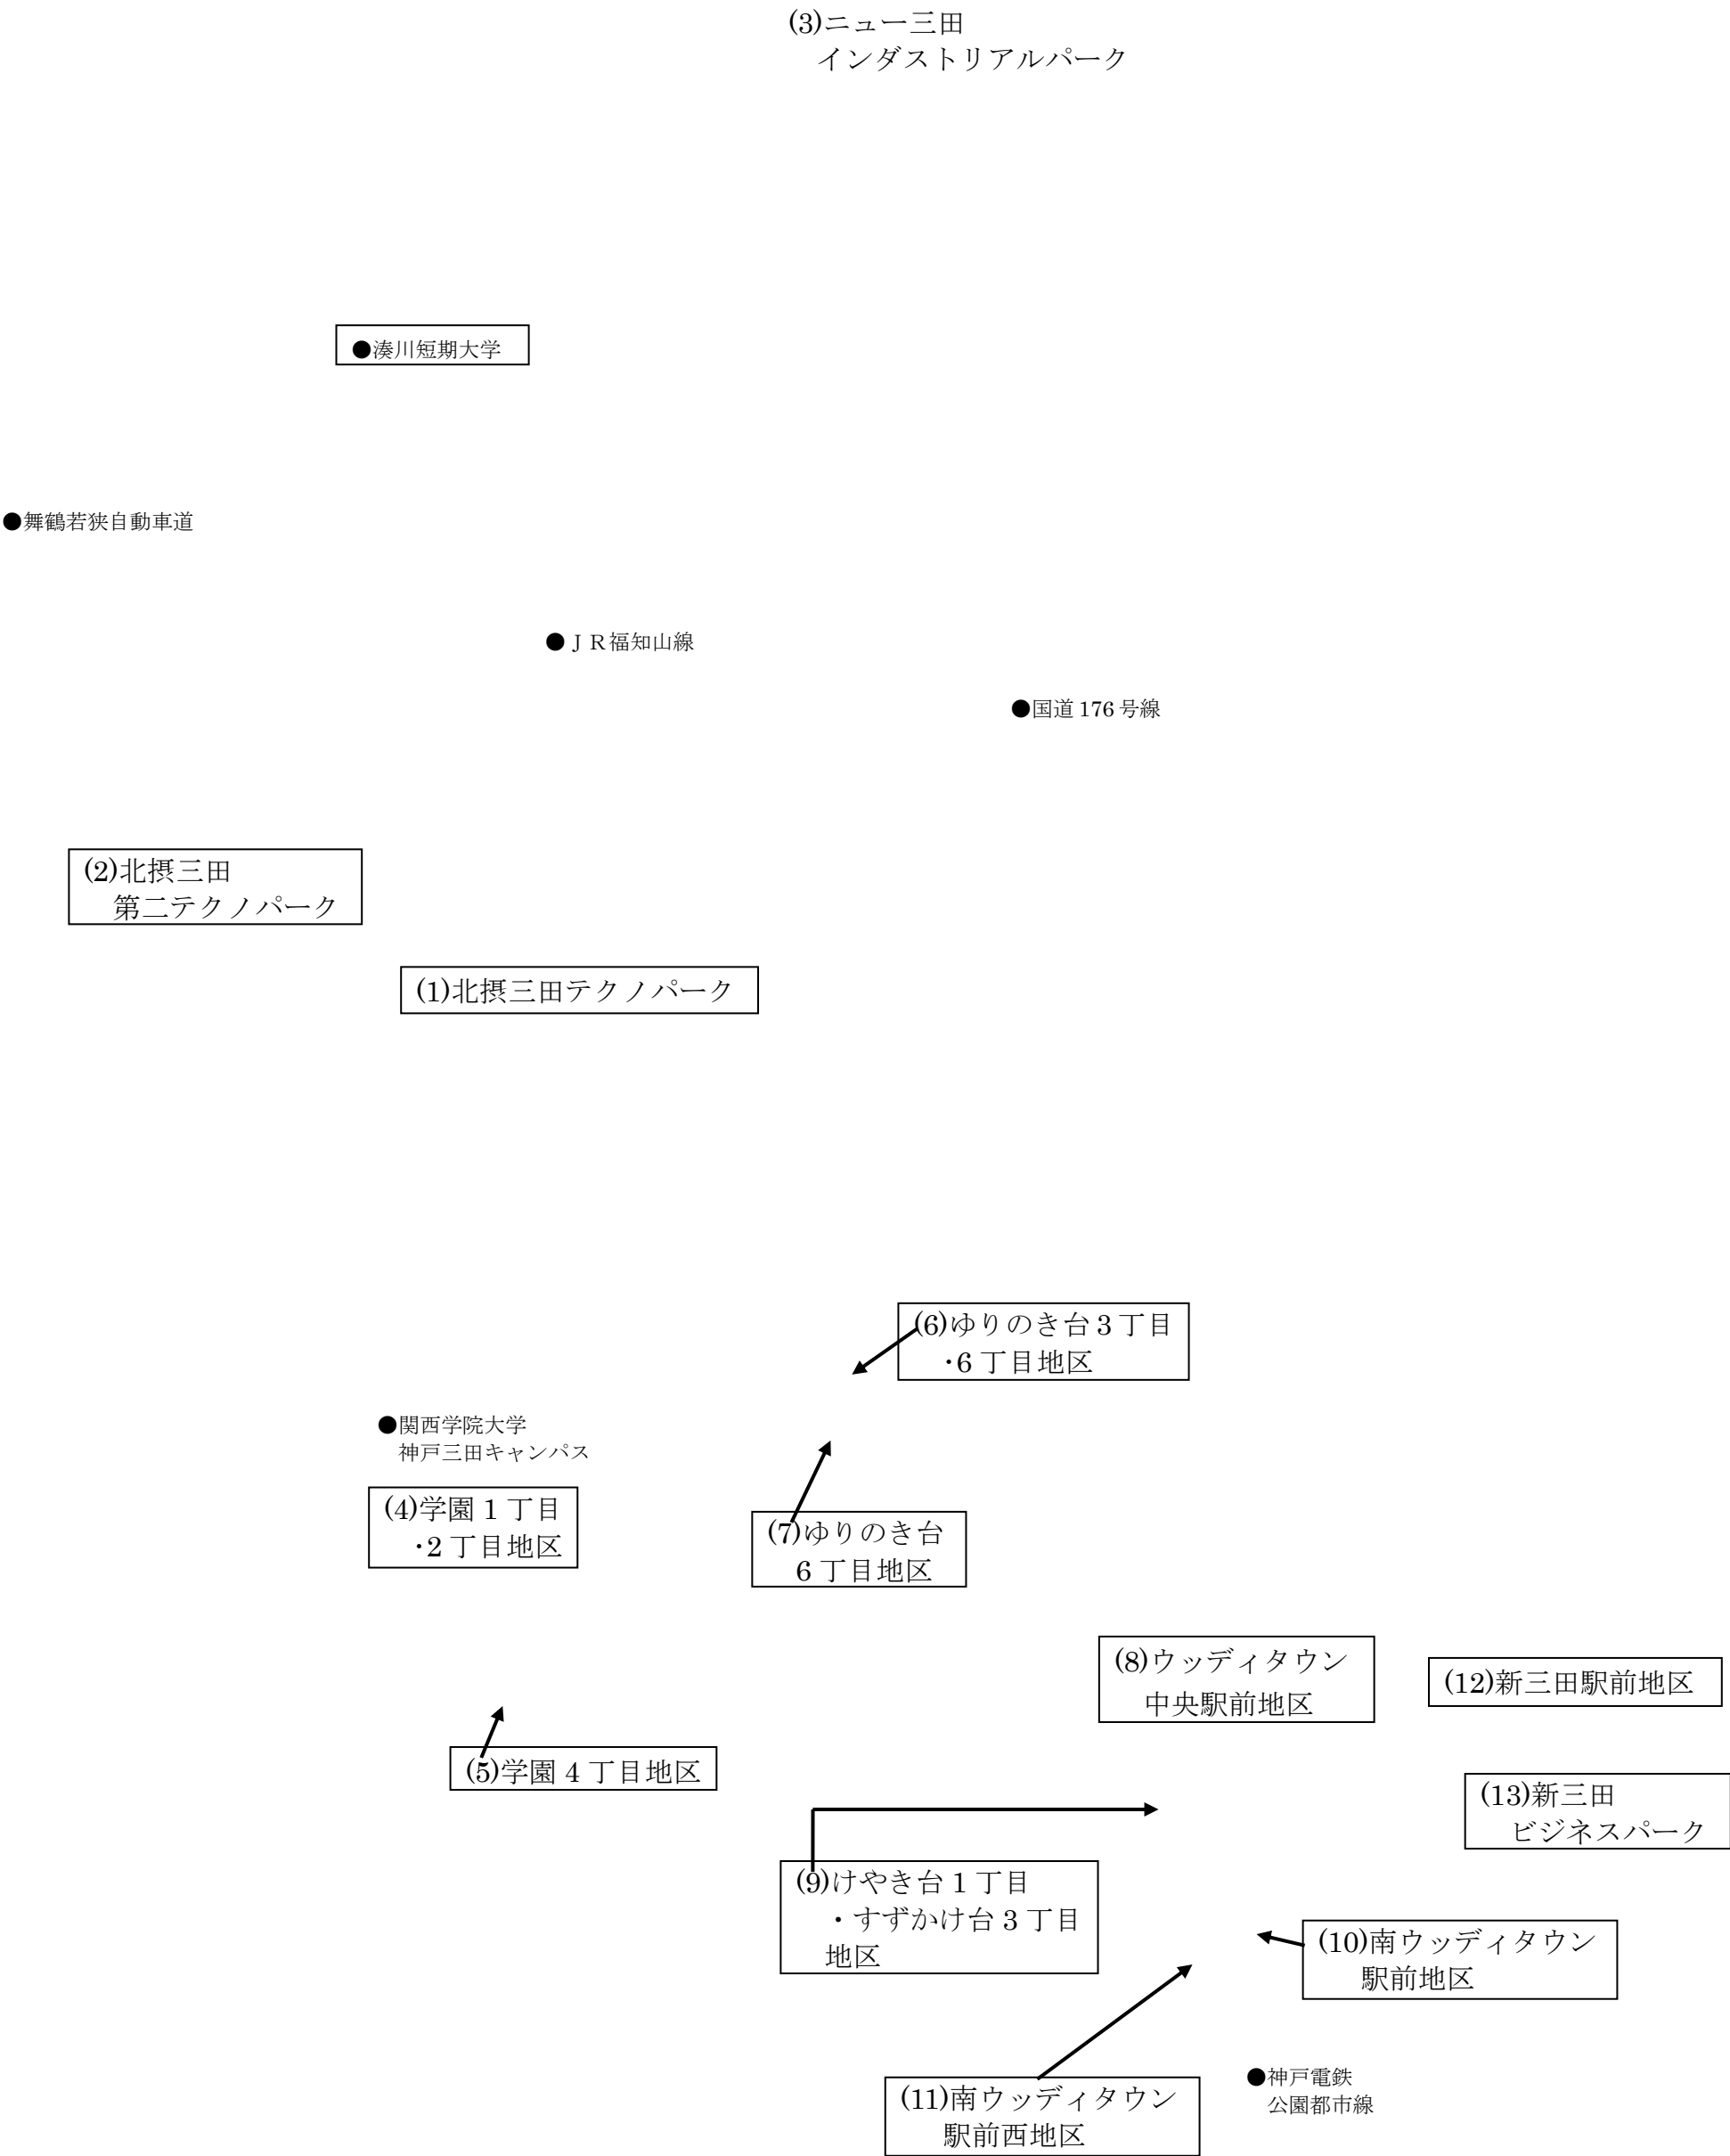 (3)ニュー三田
インダストリアルパーク
●湊川短期大学
●舞鶴若狭自動車道
●ＪＲ福知山線
●国道 176 号線
(2)北摂三田
第二テクノパーク
(1)北摂三田テクノパーク
(6)ゆりのき台 3 丁目
・6 丁目地区
●関西学院大学
神戸三田キャンパス
(4)学園 1 丁目
・2 丁目地区
(7)ゆりのき台
6 丁目地区
(8)ウッディタウン
中央駅前地区
(12)新三田駅前地区
(5)学園 4 丁目地区
(13)新三田
ビジネスパーク
(9)けやき台 1 丁目
・すずかけ台 3 丁目
地区
(10)南ウッディタウン
駅前地区
(11)南ウッディタウン
駅前西地区
●神戸電鉄
公園都市線